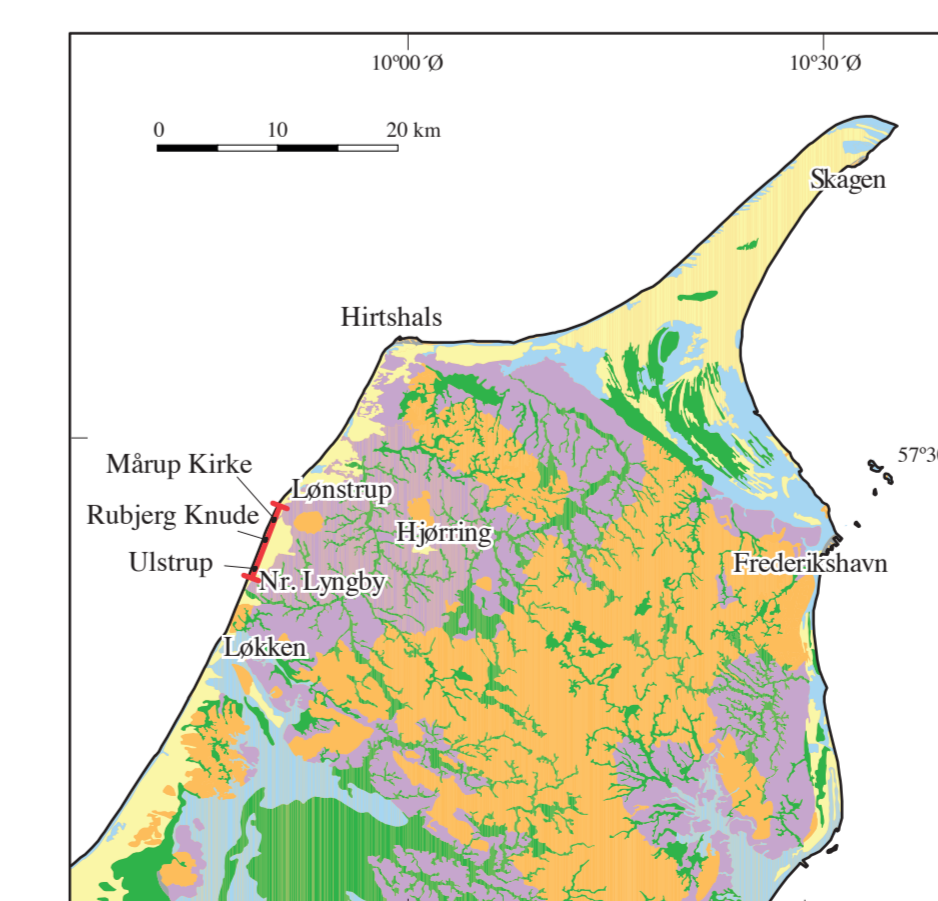 10°00´Ø
10°30´Ø
0
10
20 km
Skagen
Hirtshals
57°3
Mårup Kirke
Lønstrup
Rubjerg Knude
Hjørring
Ulstrup
Frederikshavn
Nr. Lyngby
Løkken